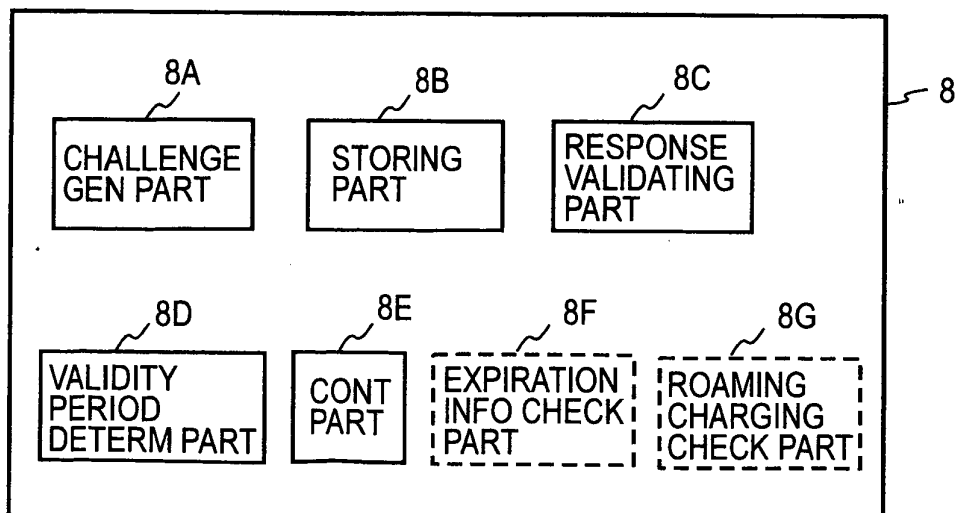 8A
8B
8C
8
CHALLENGE
GEN PART
STORING
PART
RESPONSE
VALIDATING
PART
8D
8E
8F
8G
VALIDITY
PERIOD
DETERM PART
CONT
PART
EXPIRATION
INFO CHECK
PART
ROAMING
CHARGING
CHECK PART